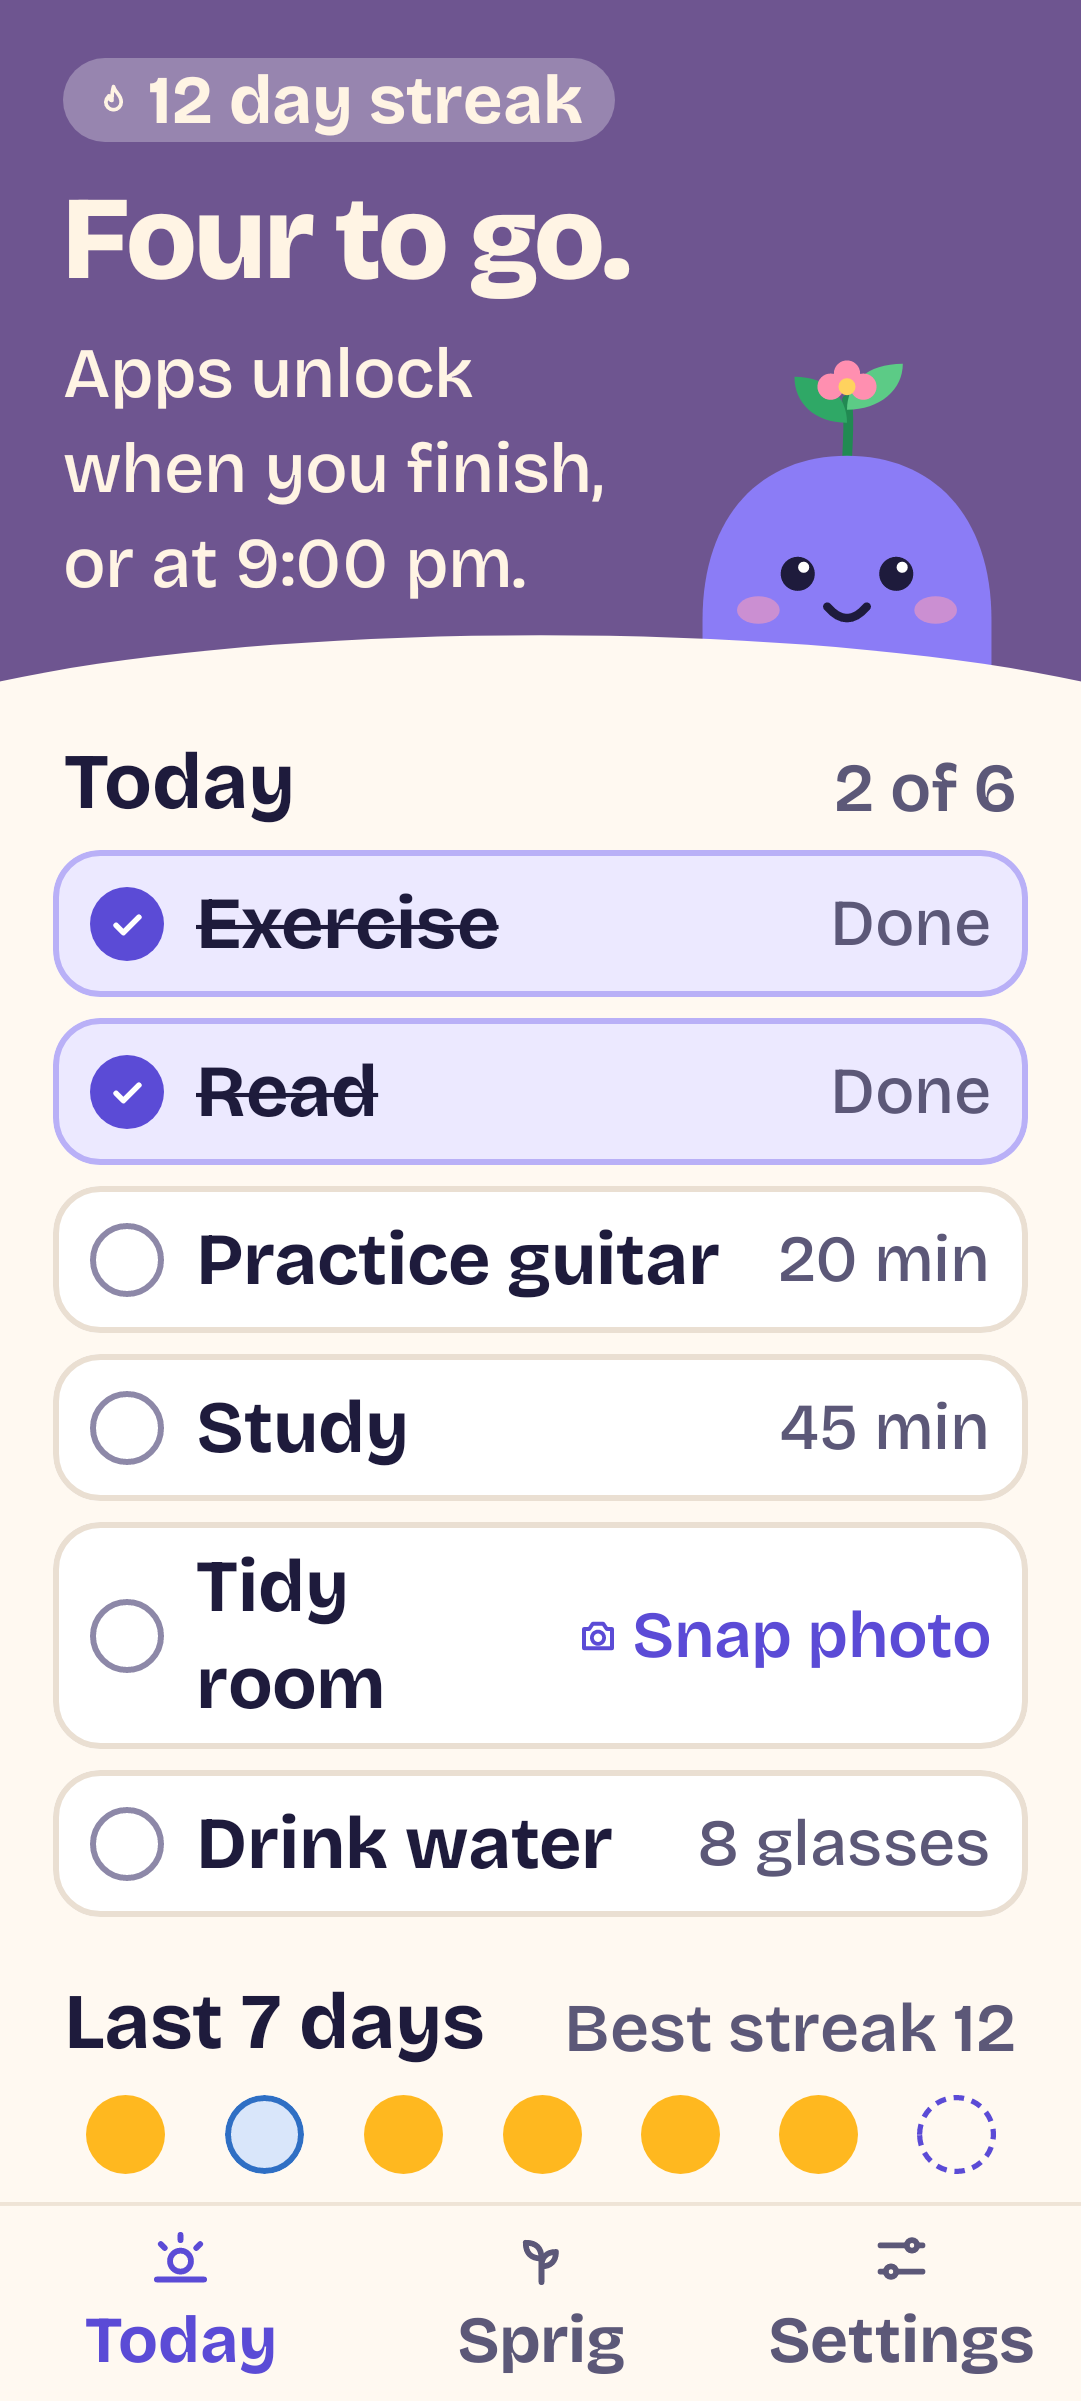 12 day streak
Four to go.
Apps unlock
when you finish,
or at 9:00 pm.
Today
2 of 6
Exercise
Done
Read
Done
Practice guitar
20 min
Study
45 min
Tidy
room
Snap photo
Drink water
8 glasses
Last 7 days
Best streak 12
Today
Sprig
Settings